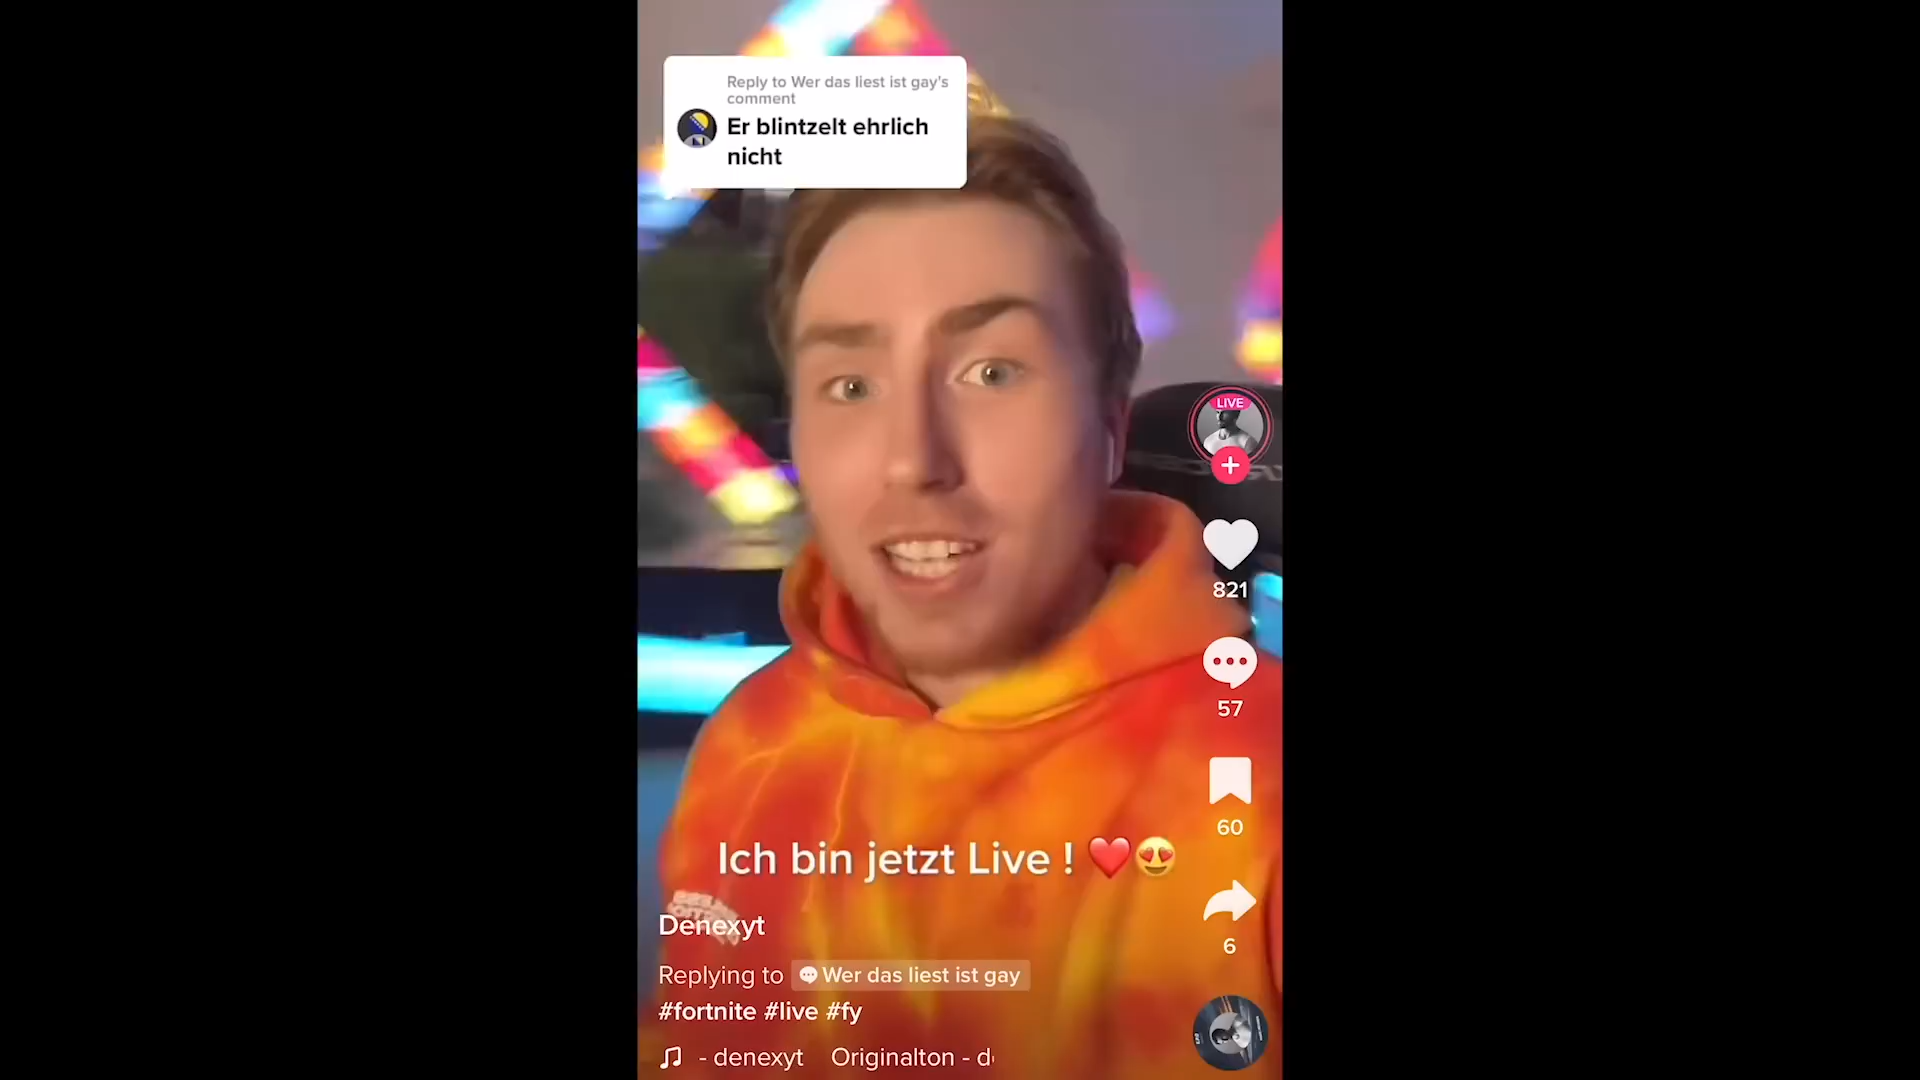 Reply to Wer das liest ist gay's
comment
Er blintzelt ehrlich
nicht
LIVE
821
57
60
Ich bin jetzt Live ! ❤️😍
6
Denexyt
Replying to 💬 Wer das liest ist gay
#fortnite #live #fy
- denexyt Originalton - d